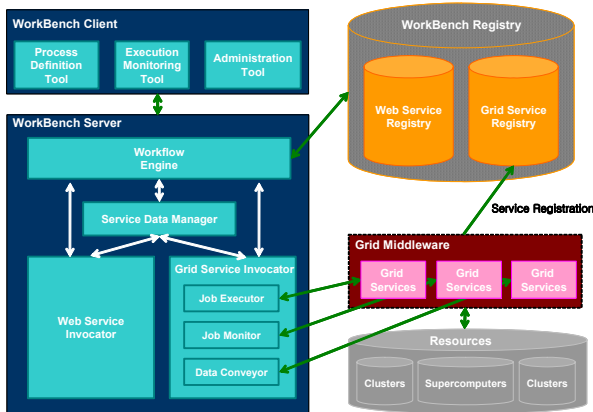 WorkBench Client
Process
Definition
Tool
Execution
Monitoring
Tool
Administration
Tool
WorkBench Registry
Web Service
Registry
Grid Service
Registry
WorkBench Server
Workflow
Engine
Service Data Manager
Service Registration
Web Service
Invocator
Grid Service Invocator
Job Executor
Job Monitor
Data Conveyor
Grid Middleware
Grid
Services
Grid
Services
Grid
Services
Resources
Clusters
Supercomputers
Clusters